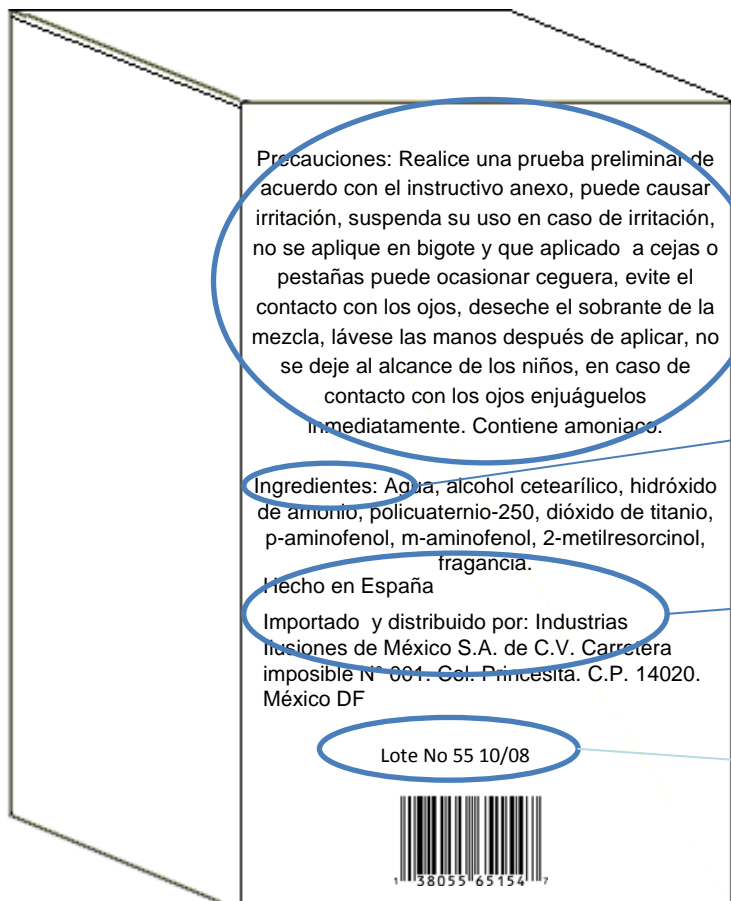 Precauciones: Realice una prueba preliminar de
acuerdo con el instructivo anexo, puede causar
irritación, suspenda su uso en caso de irritación,
no se aplique en bigote y que aplicado a cejas o
pestañas puede ocasionar ceguera, evite el
contacto con los ojos, deseche el sobrante de la
mezcla, lávese las manos después de aplicar, no
se deje al alcance de los niños, en caso de
contacto con los ojos enjuáguelos
inmediatamente. Contiene amoniaco.
Ingredientes: Agua, alcohol cetearílico, hidróxido
de amonio, policuaternio-250, dióxido de titanio,
p-aminofenol, m-aminofenol, 2-metilresorcinol,
fragancia.
Hecho en España
Importado y distribuido por: Industrias
Ilusiones de México S.A. de C.V. Carretera
imposible N° 001. Col. Princesita. C.P. 14020.
México DF
Lote No 55 10/08
1 38055 65154 7